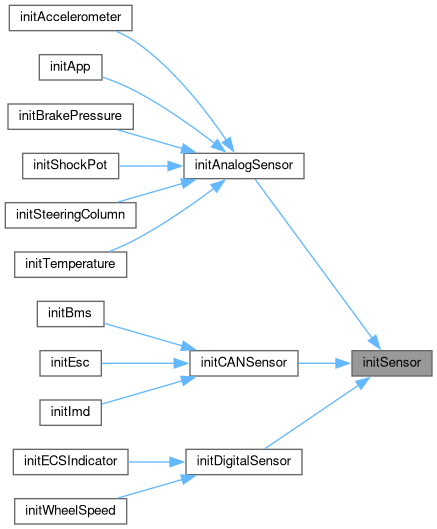 initAccelerometer
initApp
initBrakePressure
initShockPot
initAnalogSensor
initSteeringColumn
initTemperature
initBms
initEsc
initCANSensor
initSensor
initImd
initECSIndicator
initDigitalSensor
initWheelSpeed